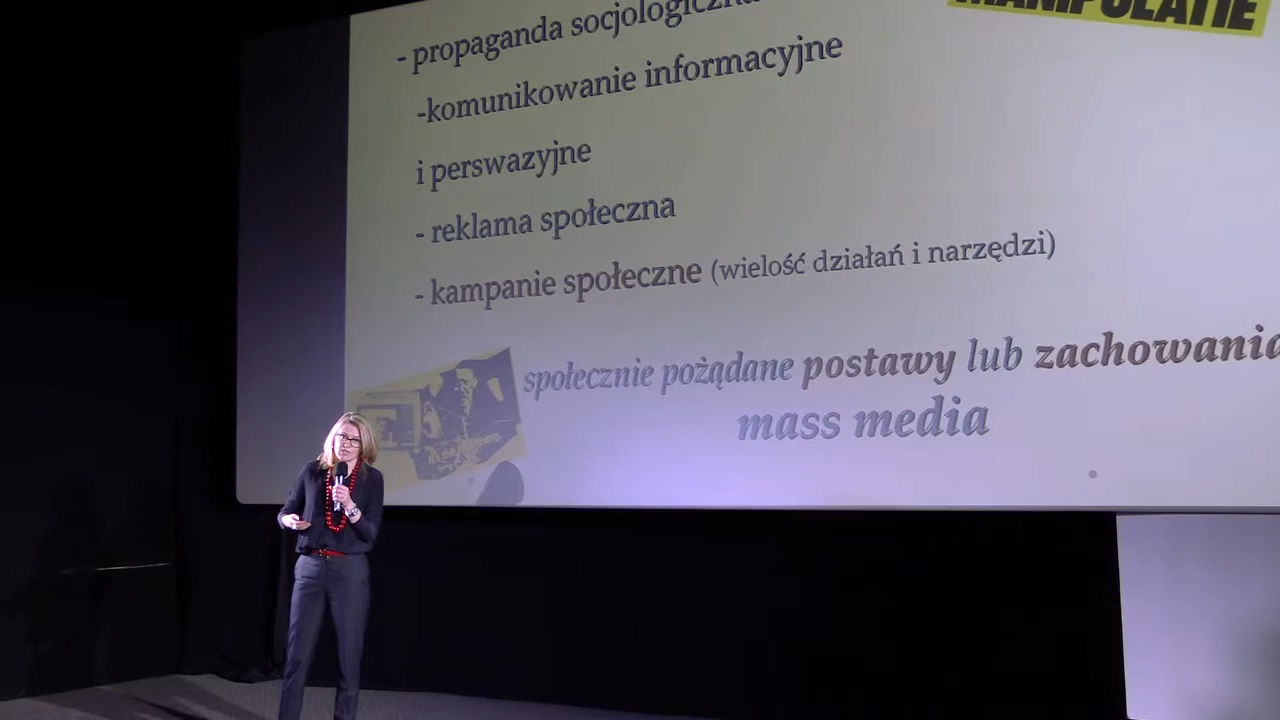 - propaganda socjologiczna
MANIPULATIE
-komunikowanie informacyjne
i perswazyjne
- reklama społeczna
- kampanie społeczne (wielość działań i narzędzi)
społecznie pożądane postawy lub zachowania
mass media